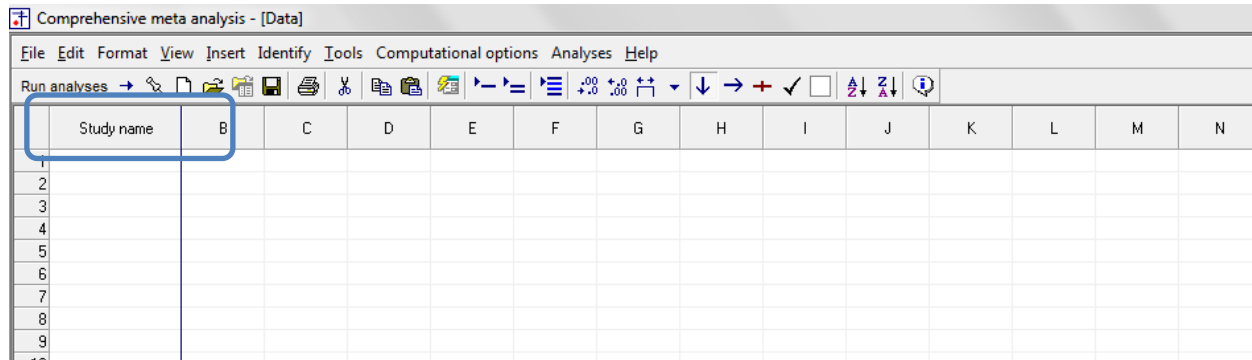 Comprehensive meta analysis - [Data]
File Edit Format View Insert Identify Tools Computational options Analyses Help
Run analyses
Study name B C D E F G H I J K L M N
1
2
3
4
5
6
7
8
9